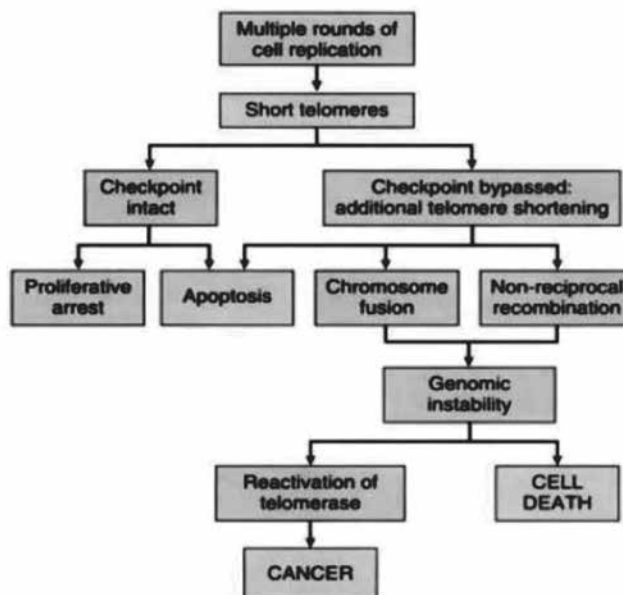 Multiple rounds of
cell replication
Short telomeres
Checkpoint
intact
Checkpoint bypassed:
additional telomere shortening
Proliferative
arrest
Apoptosis
Chromosome
fusion
Non-reciprocal
recombination
Genomic
instability
Reactivation of
telomerase
CELL
DEATH
CANCER